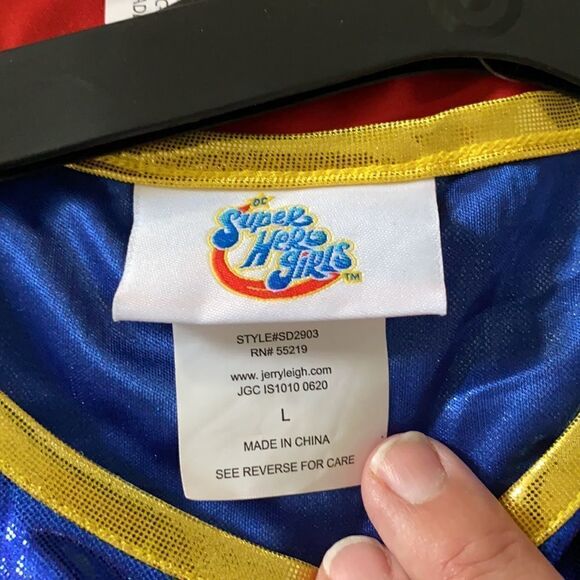 DC
Super
Hero
Girls
TM
STYLE#SD2903
RN# 55219
www. jerryleigh.com
JGC IS1010 0620
L
MADE IN CHINA
SEE REVERSE FOR CARE